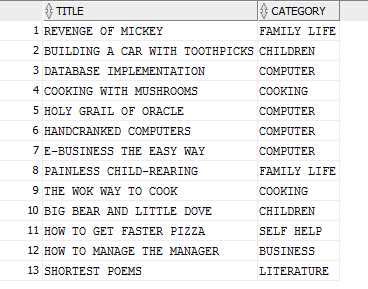 TITLE CATEGORY
1 REVENGE OF MICKEY FAMILY LIFE
2 BUILDING A CAR WITH TOOTHPICKS CHILDREN
3 DATABASE IMPLEMENTATION COMPUTER
4 COOKING WITH MUSHROOMS COOKING
5 HOLY GRAIL OF ORACLE COMPUTER
6 HANDCRANKED COMPUTERS COMPUTER
7 E-BUSINESS THE EASY WAY COMPUTER
8 PAINLESS CHILD-REARING FAMILY LIFE
9 THE WOK WAY TO COOK COOKING
10 BIG BEAR AND LITTLE DOVE CHILDREN
11 HOW TO GET FASTER PIZZA SELF HELP
12 HOW TO MANAGE THE MANAGER BUSINESS
13 SHORTEST POEMS LITERATURE